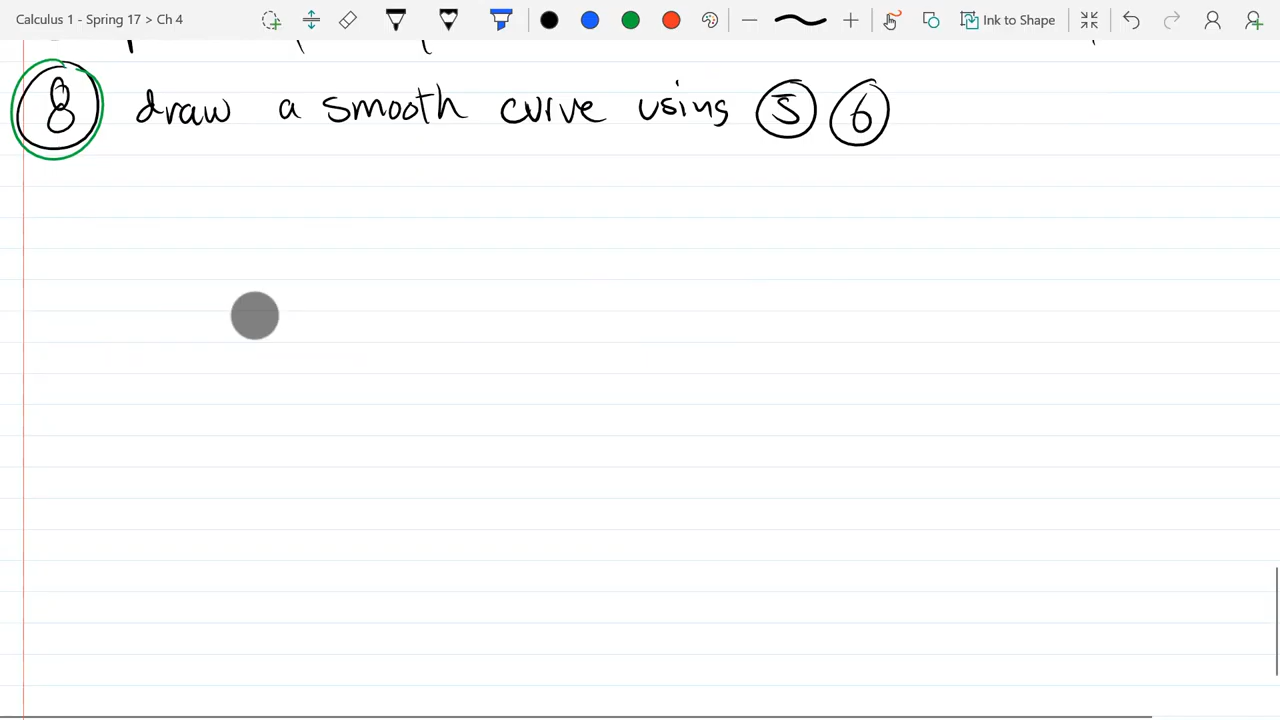 Calculus 1 - Spring 17 > Ch 4
Ink to Shape
8 draw a smooth curve using 5 6